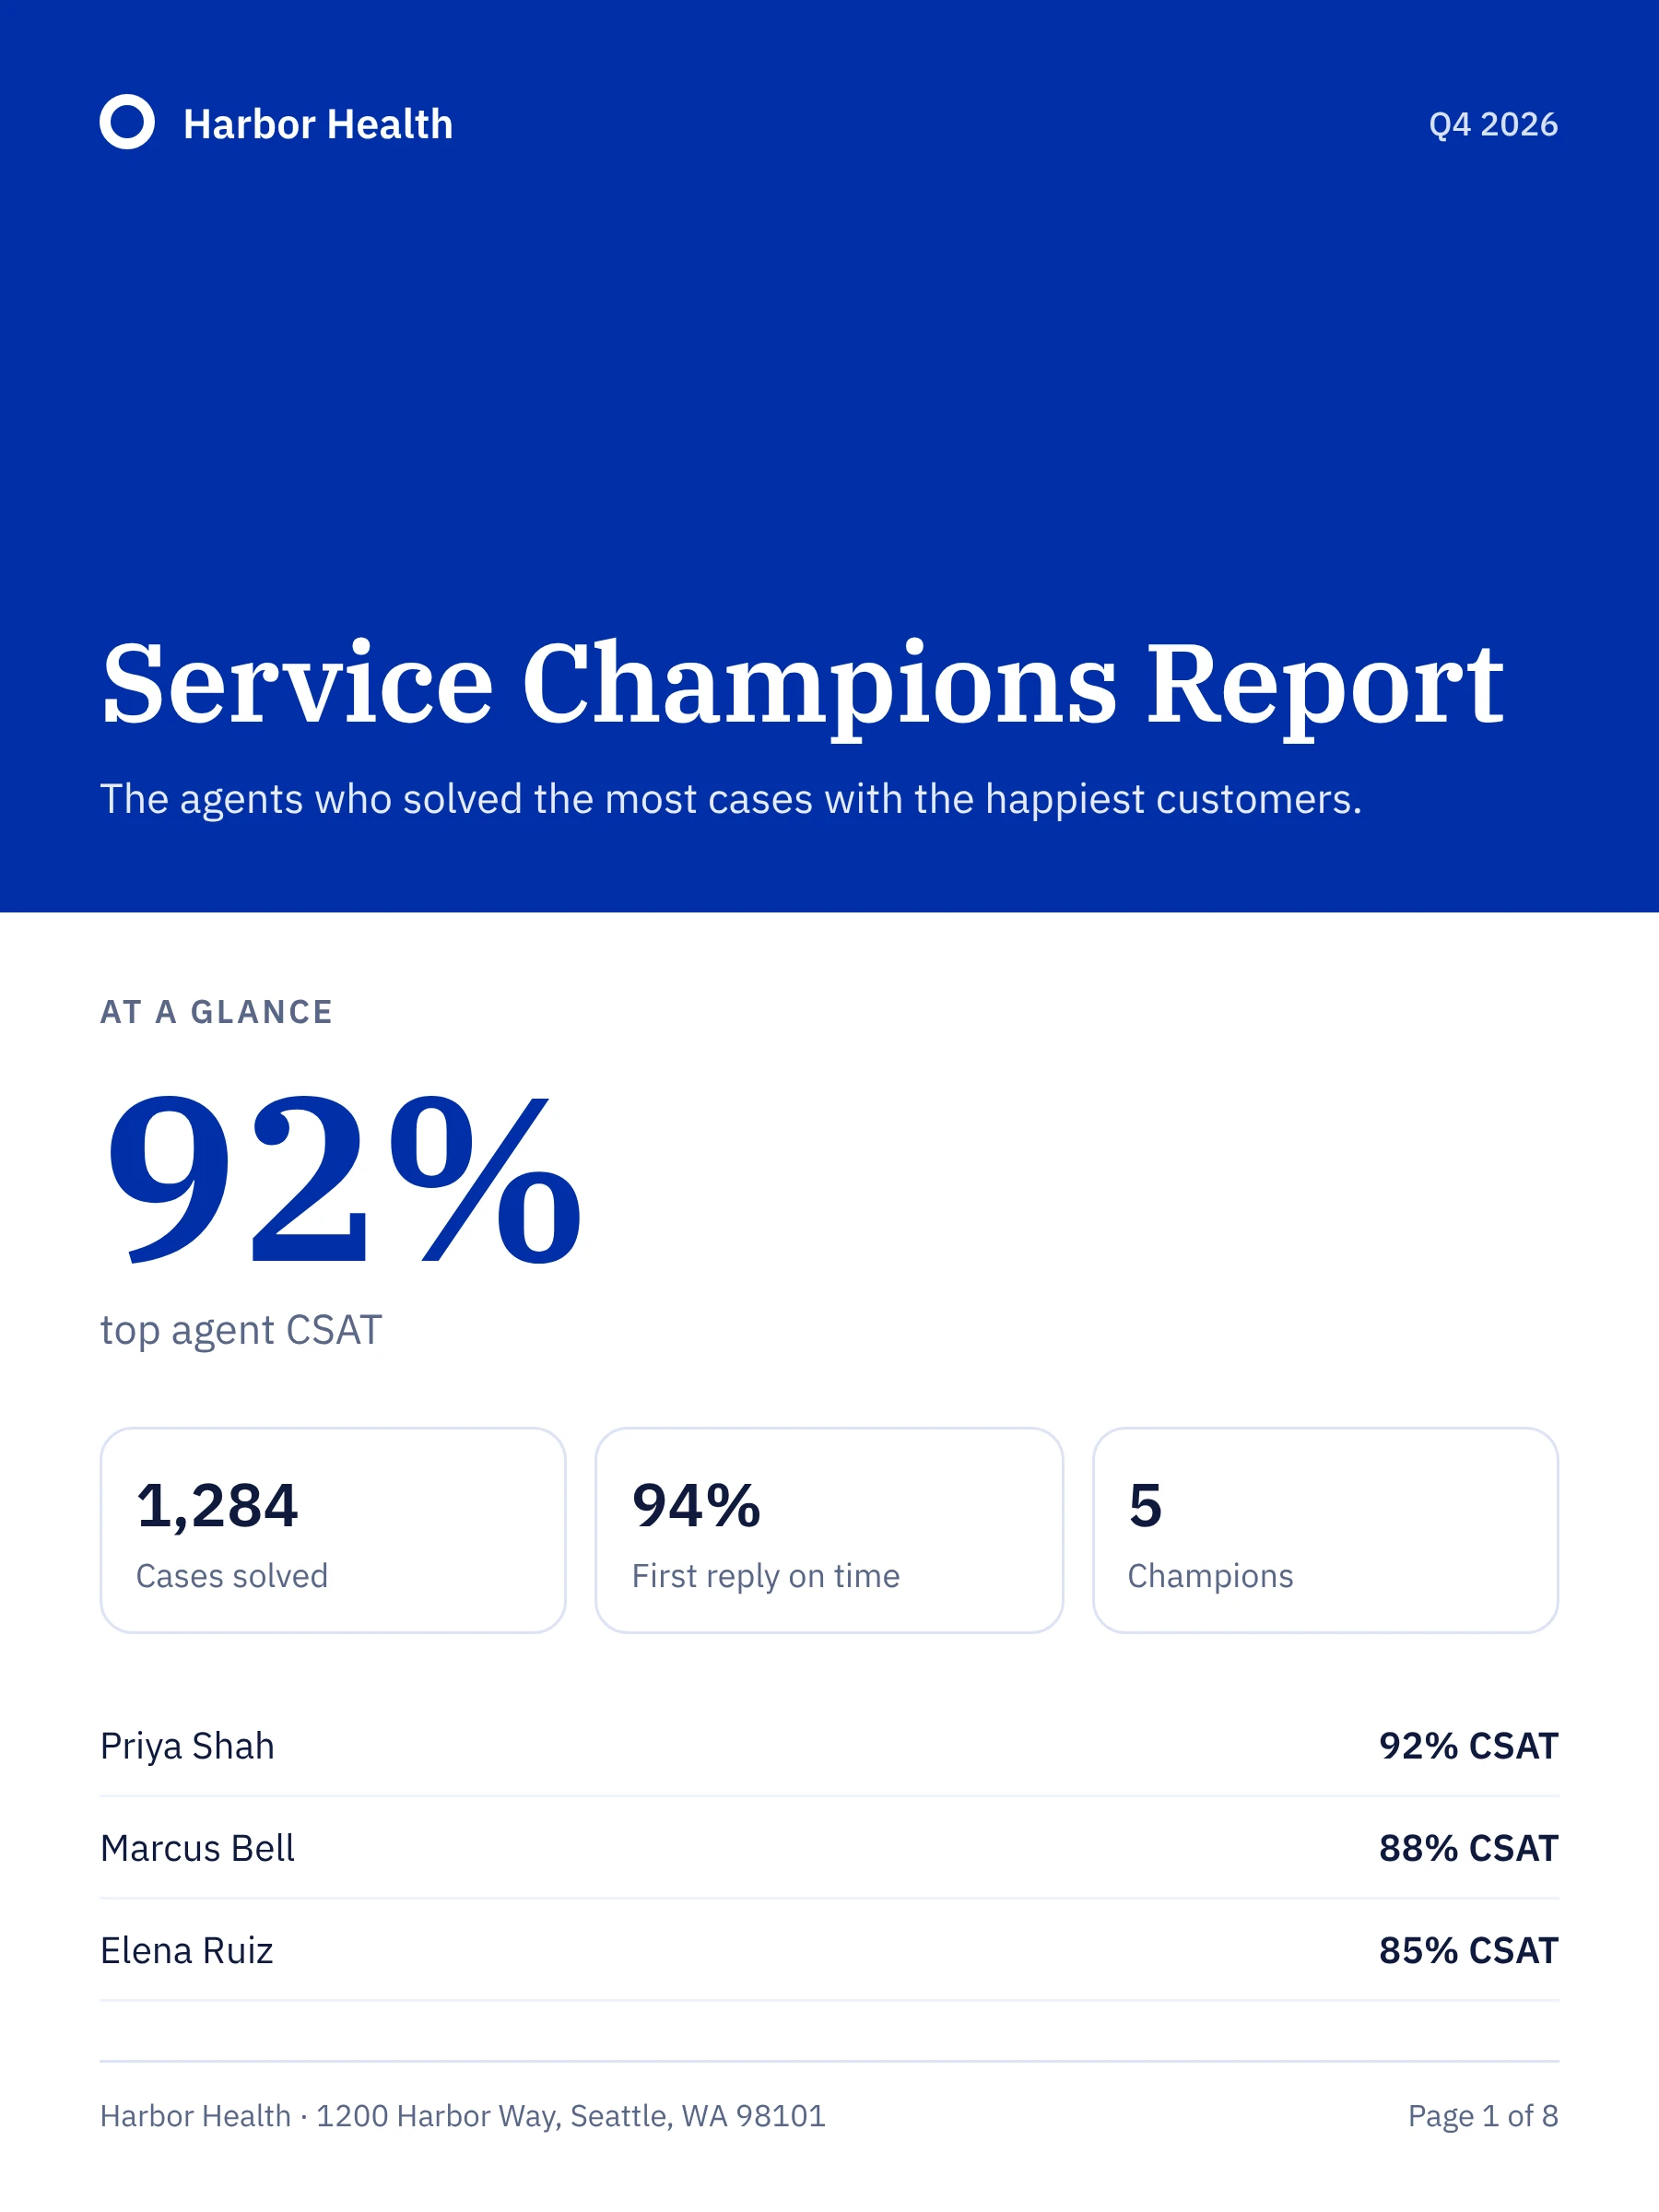 Harbor Health
Q4 2026
Service Champions Report
The agents who solved the most cases with the happiest customers.
AT A GLANCE
92%
top agent CSAT
1,284
Cases solved
94%
First reply on time
5
Champions
Priya Shah
92% CSAT
Marcus Bell
88% CSAT
Elena Ruiz
85% CSAT
Harbor Health · 1200 Harbor Way, Seattle, WA 98101
Page 1 of 8